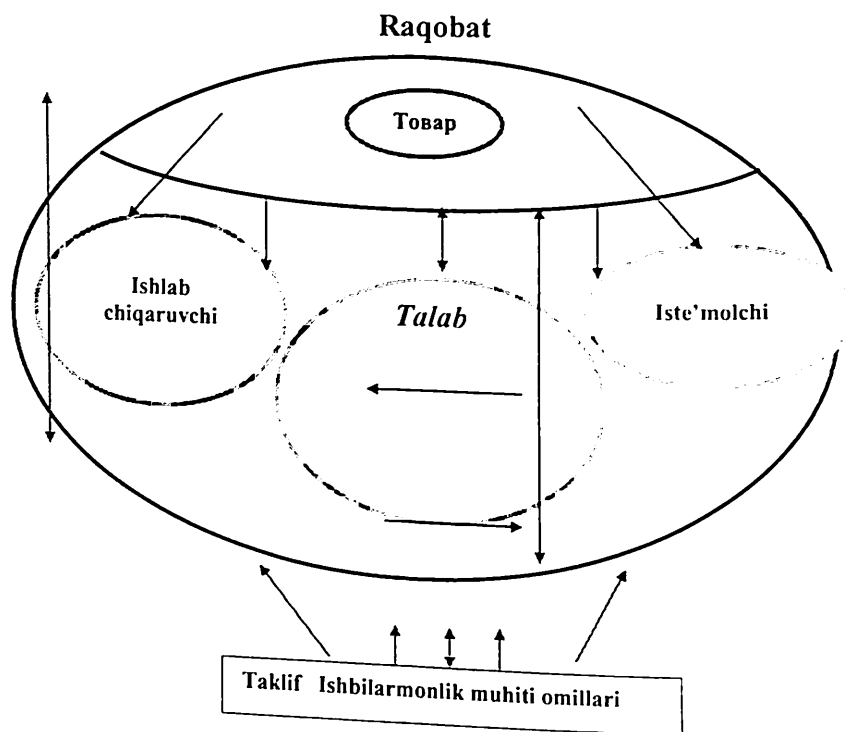 Raqobat
Товар
Ishlab
chiqaruvchi
Talab
Iste'molchi
Taklif Ishbilarmonlik muhiti omillari